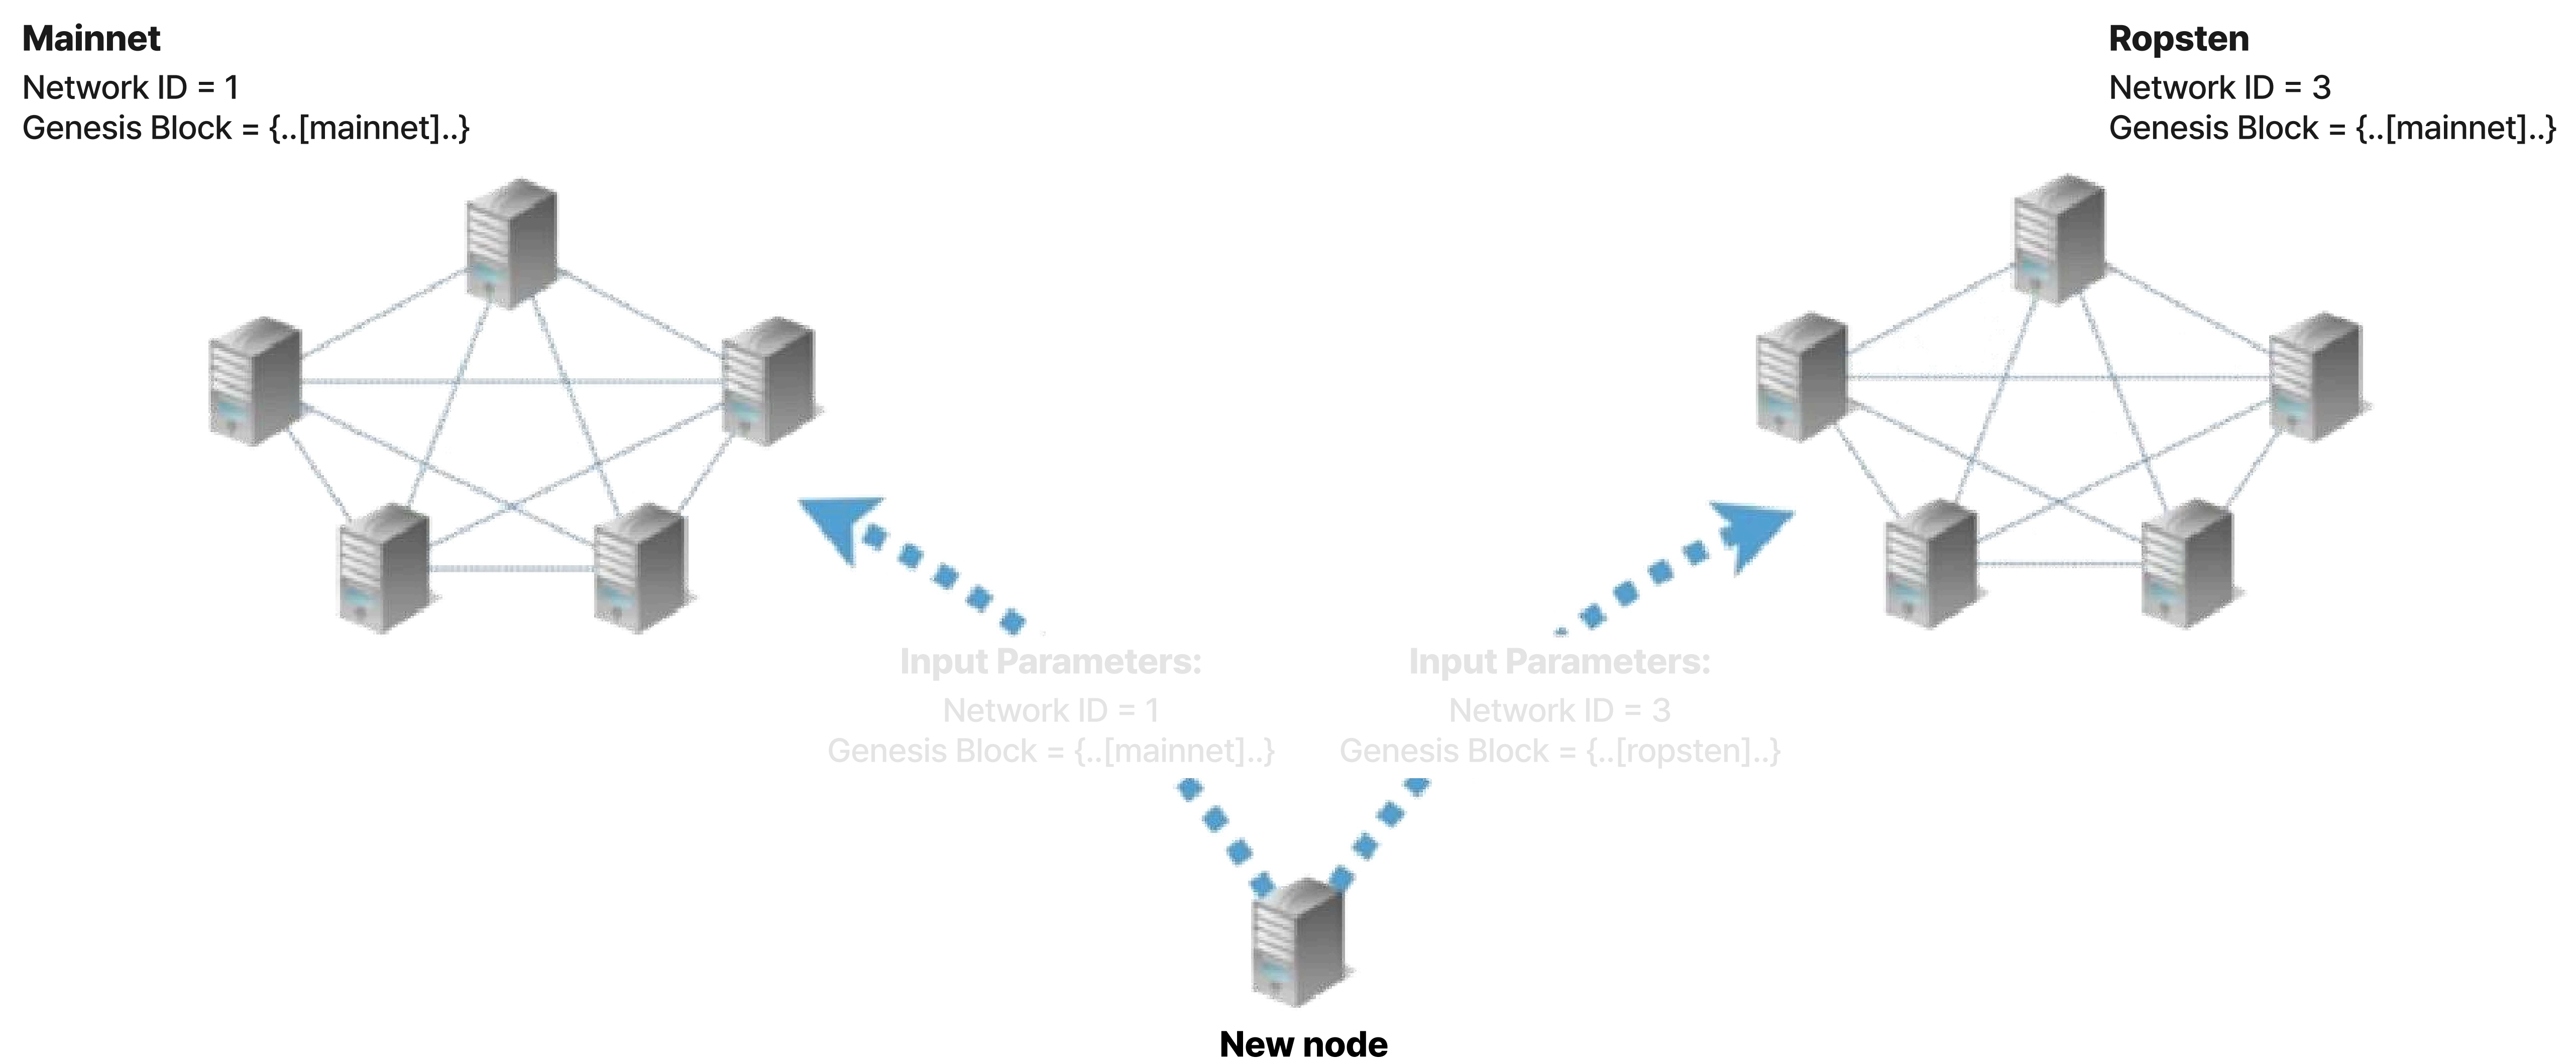 Mainnet
Network ID = 1
Genesis Block = {..[mainnet]..}
Ropsten
Network ID = 3
Genesis Block = {..[mainnet]..}
Input Parameters:
Network ID = 1
Genesis Block = {..[mainnet]..}
Input Parameters:
Network ID = 3
Genesis Block = {..[ropsten]..}
New node